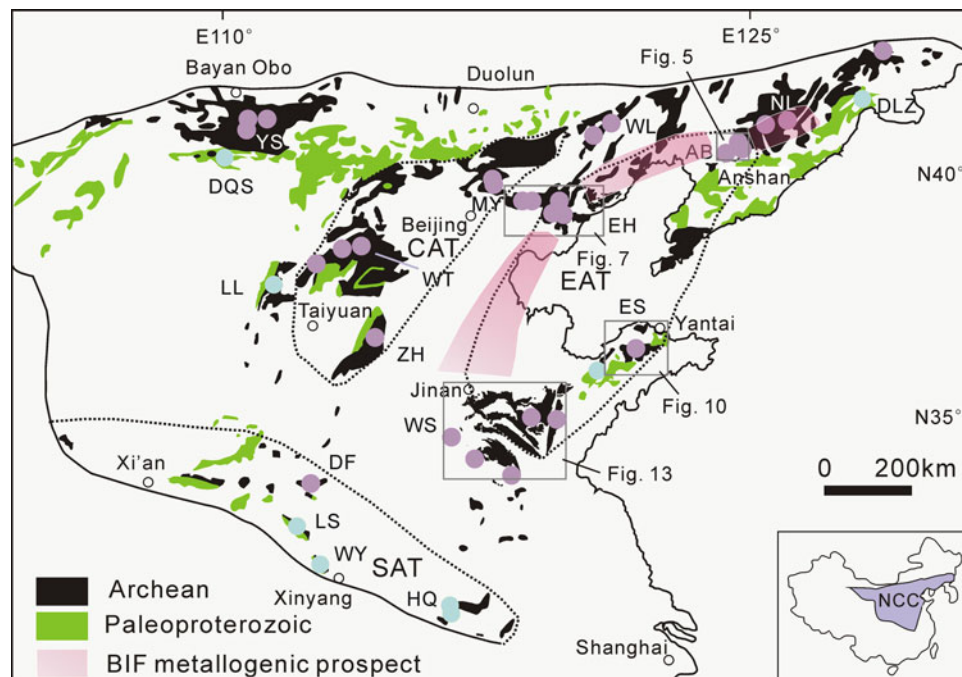 E110°
E125°
Bayan Obo
Duolun
Fig. 5
NL
DLZ
YS
WL
DQS
AB
Anshan
N40°
MY
Beijing
CAT
EH
Fig. 7
WT
EAT
LL
ES
Taiyuan
Yantai
ZH
Jinan
Fig. 10
WS
N35°
Xi'an
DF
Fig. 13
0 200km
LS
WY
SAT
Xinyang
HQ
Archean
NCC
Paleoproterozoic
Shanghai
BIF metallogenic prospect